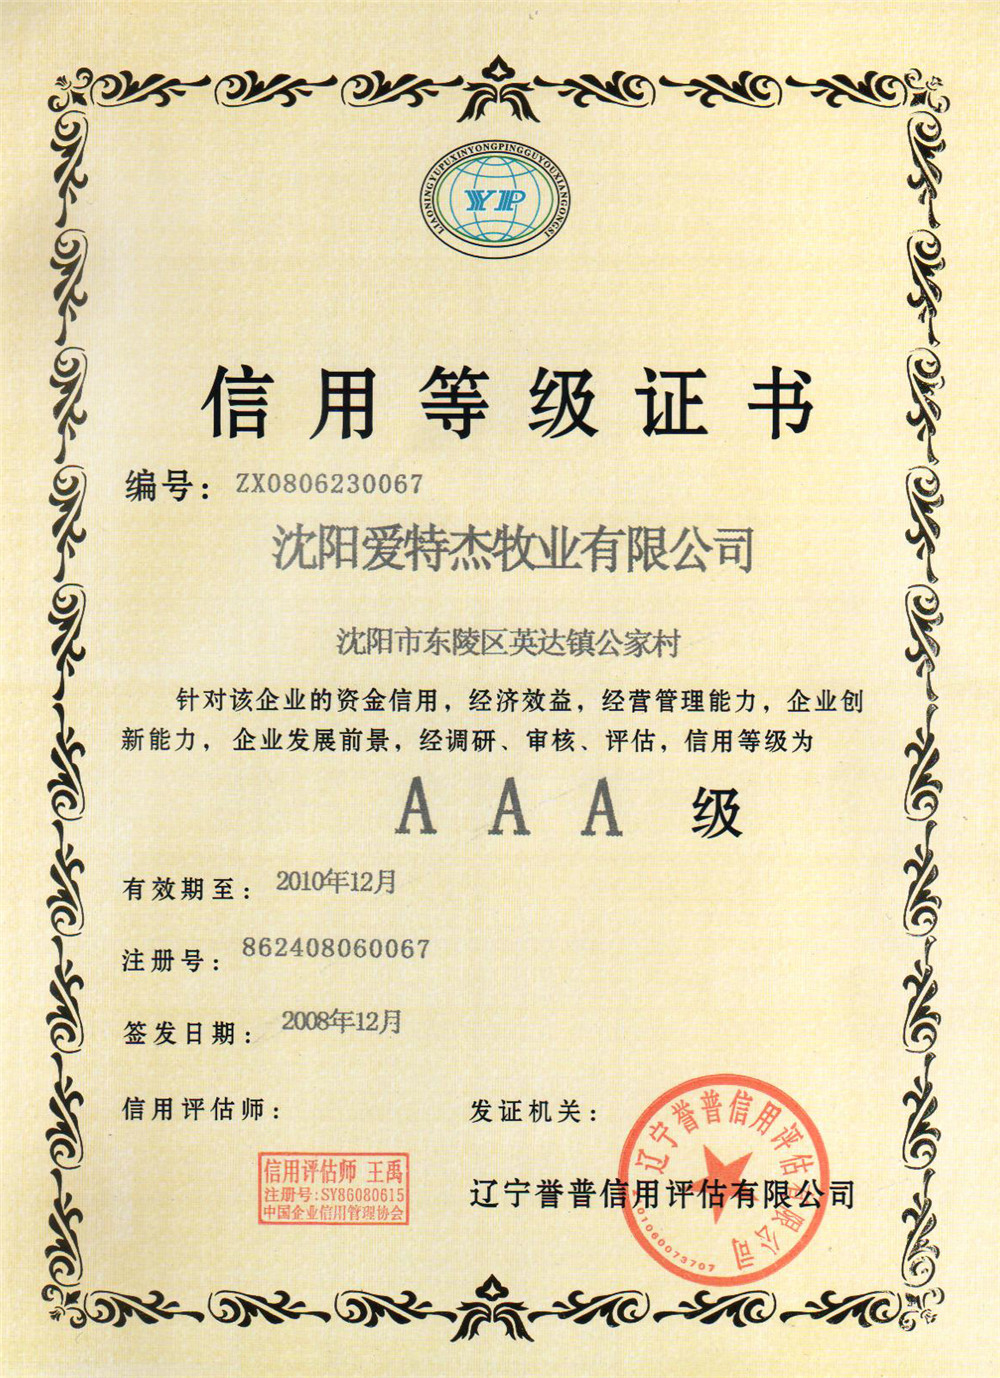 LIAONINGYUPUXINYONGPINGGUYOUXIANGONGSI
YP
信用等级证书
编号：ZX0806230067
沈阳爱特杰牧业有限公司
沈阳市东陵区英达镇公家村
针对该企业的资金信用，经济效益，经营管理能力，企业创
新能力，企业发展前景，经调研、审核、评估，信用等级为
A A A 级
有效期至：2010年12月
注册号：862408060067
签发日期：2008年12月
信用评估师：
发证机关：
信用评估师 王禹
注册号:SY86080615
中国企业信用管理协会
辽宁誉普信用评估有限公司
辽宁誉普信用评估有限公司